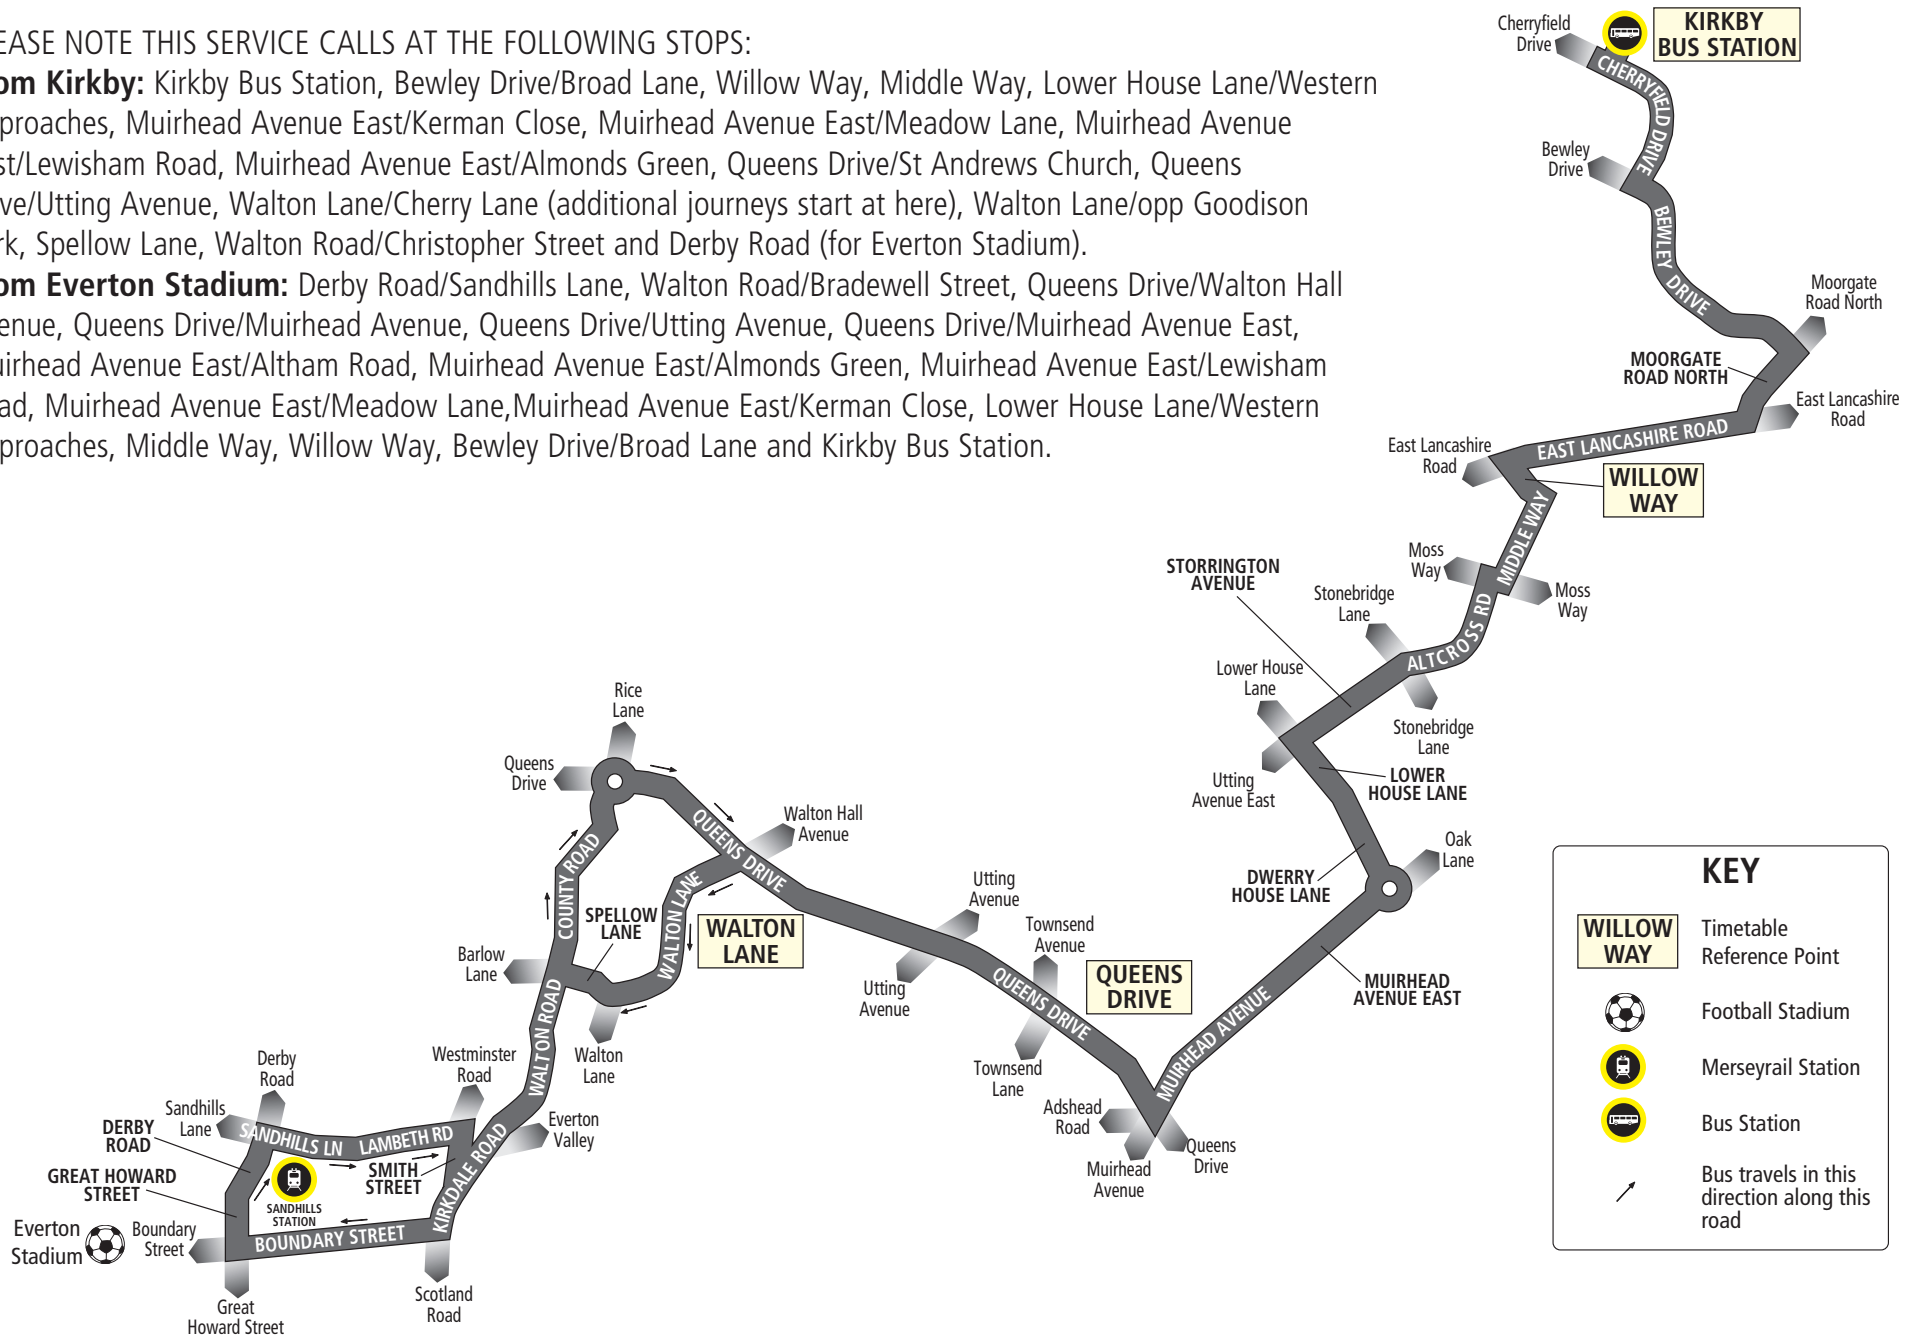 EASE NOTE THIS SERVICE CALLS AT THE FOLLOWING STOPS:
om Kirkby: Kirkby Bus Station, Bewley Drive/Broad Lane, Willow Way, Middle Way, Lower House Lane/Western
proaches, Muirhead Avenue East/Kerman Close, Muirhead Avenue East/Meadow Lane, Muirhead Avenue
st/Lewisham Road, Muirhead Avenue East/Almonds Green, Queens Drive/St Andrews Church, Queens
ve/Utting Avenue, Walton Lane/Cherry Lane (additional journeys start at here), Walton Lane/opp Goodison
rk, Spellow Lane, Walton Road/Christopher Street and Derby Road (for Everton Stadium).
om Everton Stadium: Derby Road/Sandhills Lane, Walton Road/Bradewell Street, Queens Drive/Walton Hall
enue, Queens Drive/Muirhead Avenue, Queens Drive/Utting Avenue, Queens Drive/Muirhead Avenue East,
uirhead Avenue East/Altham Road, Muirhead Avenue East/Almonds Green, Muirhead Avenue East/Lewisham
ad, Muirhead Avenue East/Meadow Lane,Muirhead Avenue East/Kerman Close, Lower House Lane/Western
proaches, Middle Way, Willow Way, Bewley Drive/Broad Lane and Kirkby Bus Station.
Cherryfield
Drive
KIRKBY
BUS STATION
CHERRYFIELD DRIVE
Bewley
Drive
BEWLEY DRIVE
Moorgate
Road North
MOORGATE
ROAD NORTH
East Lancashire
Road
EAST LANCASHIRE ROAD
East Lancashire
Road
WILLOW
WAY
MIDDLE WAY
Moss
Way
Moss
Way
ALTCROSS RD
STORRINGTON
AVENUE
Stonebridge
Lane
Stonebridge
Lane
Lower House
Lane
Utting
Avenue East
LOWER
HOUSE LANE
DWERRY
HOUSE LANE
Oak
Lane
MUIRHEAD
AVENUE EAST
MUIRHEAD AVENUE
Queens
Drive
Muirhead
Avenue
Adshead
Road
QUEENS
DRIVE
QUEENS DRIVE
Townsend
Avenue
Townsend
Lane
Utting
Avenue
Utting
Avenue
Walton Hall
Avenue
QUEENS DRIVE
Rice
Lane
Queens
Drive
COUNTY ROAD
WALTON LANE
WALTON
LANE
SPELLOW
LANE
Barlow
Lane
Walton
Lane
WALTON ROAD
Everton
Valley
KIRKDALE ROAD
Westminster
Road
SMITH
STREET
LAMBETH RD
SANDHILLS LN
Derby
Road
Sandhills
Lane
DERBY
ROAD
GREAT HOWARD
STREET
SANDHILLS
STATION
BOUNDARY STREET
Everton
Stadium
Boundary
Street
Great
Howard Street
Scotland
Road
KEY
WILLOW
WAY
Timetable
Reference Point
Football Stadium
Merseyrail Station
Bus Station
Bus travels in this
direction along this
road